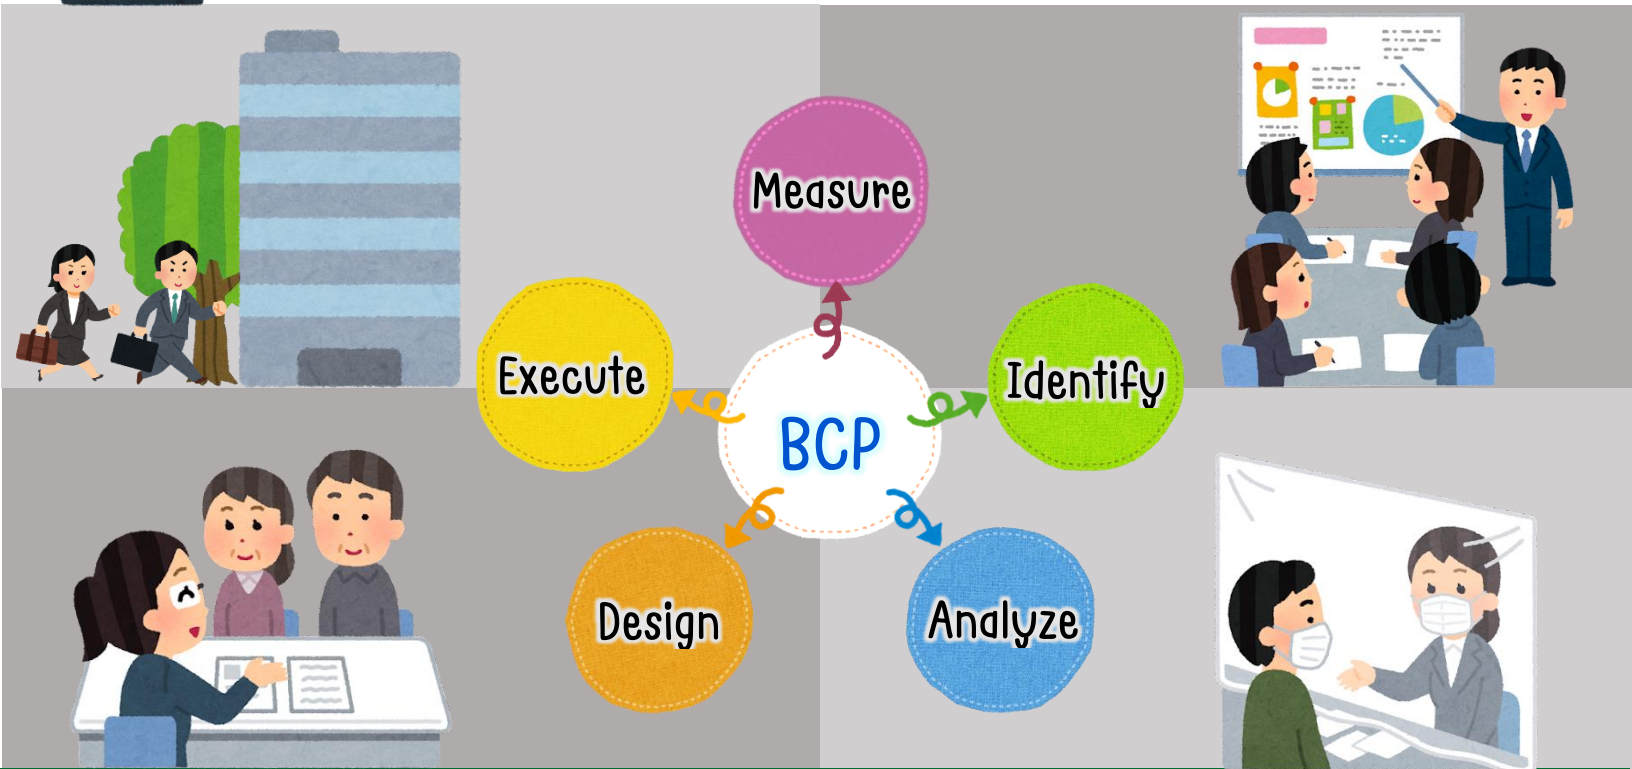 Measure
Execute
Identify
BCP
Design
Analyze